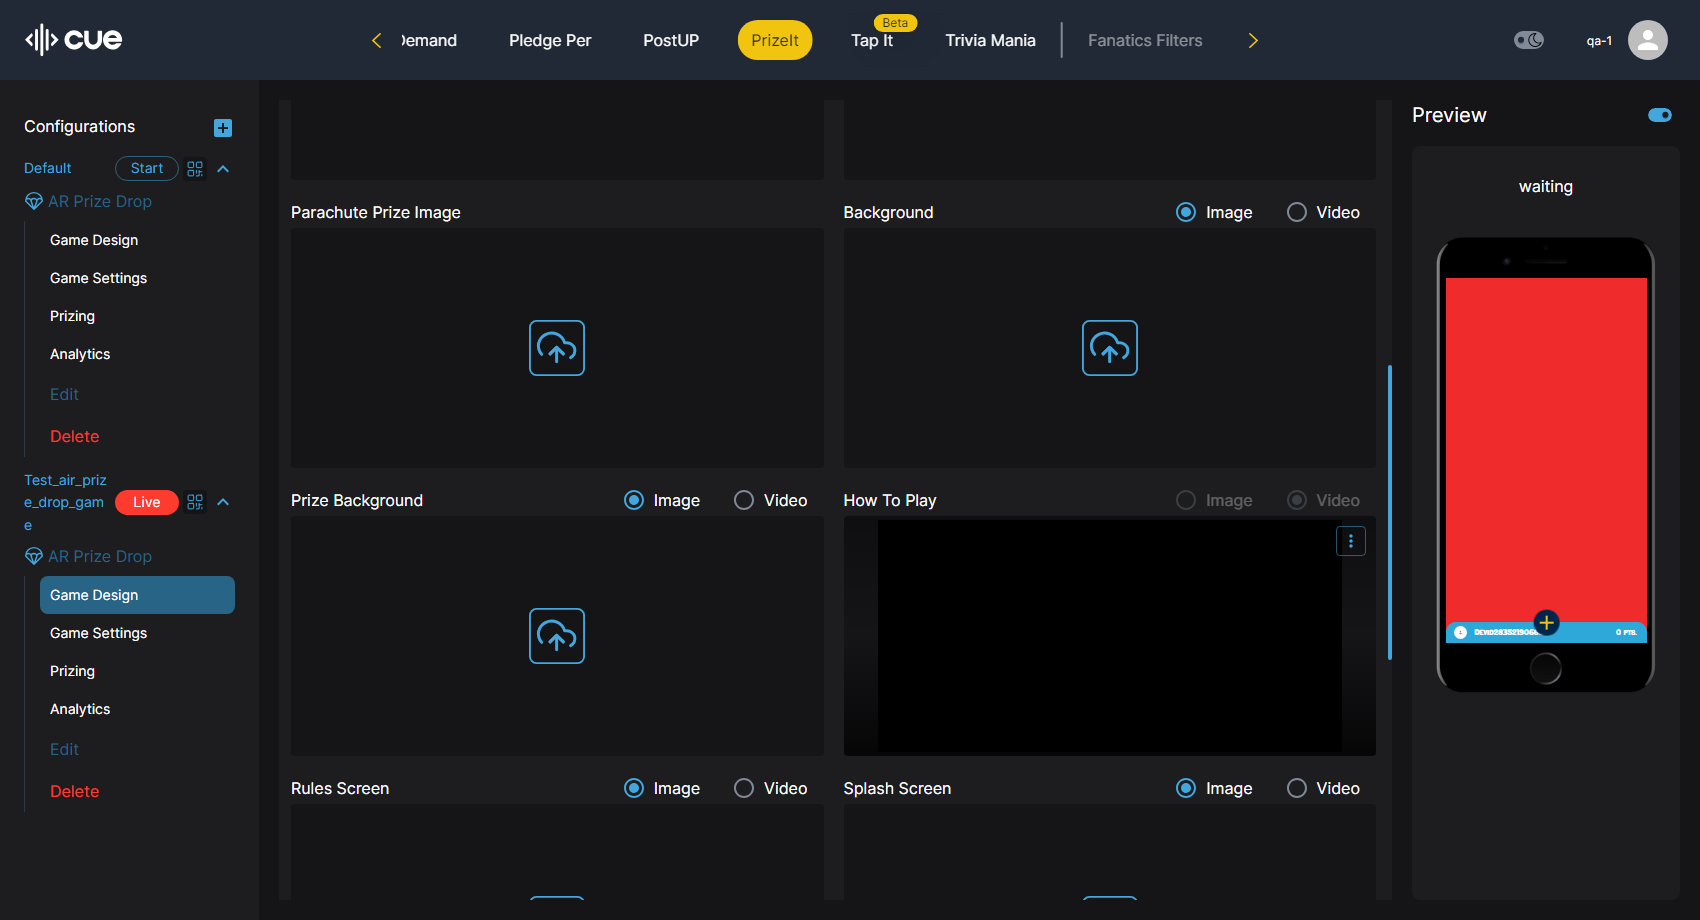 cue
Demand
Pledge Per
PostUP
PrizeIt
Beta
Tap It
Trivia Mania
Fanatics Filters
qa-1
Configurations
Default
Start
AR Prize Drop
Game Design
Game Settings
Prizing
Analytics
Edit
Delete
Test_air_priz
e_drop_gam
e
Live
AR Prize Drop
Game Design
Game Settings
Prizing
Analytics
Edit
Delete
Parachute Prize Image
Background
Image
Video
Prize Background
Image
Video
How To Play
Image
Video
Rules Screen
Image
Video
Splash Screen
Image
Video
Preview
waiting
0 PTS.